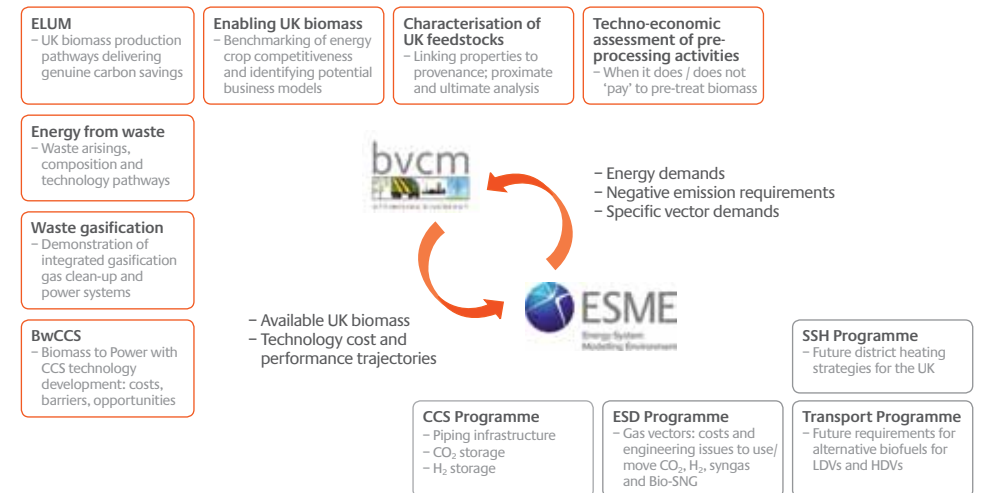 ELUM
– UK biomass production
pathways delivering
genuine carbon savings
Enabling UK biomass
– Benchmarking of energy
crop competitiveness
and identifying potential
business models
Characterisation of
UK feedstocks
– Linking properties to
provenance; proximate
and ultimate analysis
Techno-economic
assessment of pre-
processing activities
– When it does / does not
‘pay’ to pre-treat biomass
Energy from waste
– Waste arisings,
composition and
technology pathways
Waste gasification
– Demonstration of
integrated gasification
gas clean-up and
power systems
BwCCS
– Biomass to Power with
CCS technology
development: costs,
barriers, opportunities
bvcm
– Energy demands
– Negative emission requirements
– Specific vector demands
– Available UK biomass
– Technology cost and
performance trajectories
ESME
Energy System
Modelling Environment
SSH Programme
– Future district heating
strategies for the UK
CCS Programme
– Piping infrastructure
– CO₂ storage
– H₂ storage
ESD Programme
– Gas vectors: costs and
engineering issues to use/
move CO₂, H₂, syngas
and Bio-SNG
Transport Programme
– Future requirements for
alternative biofuels for
LDVs and HDVs